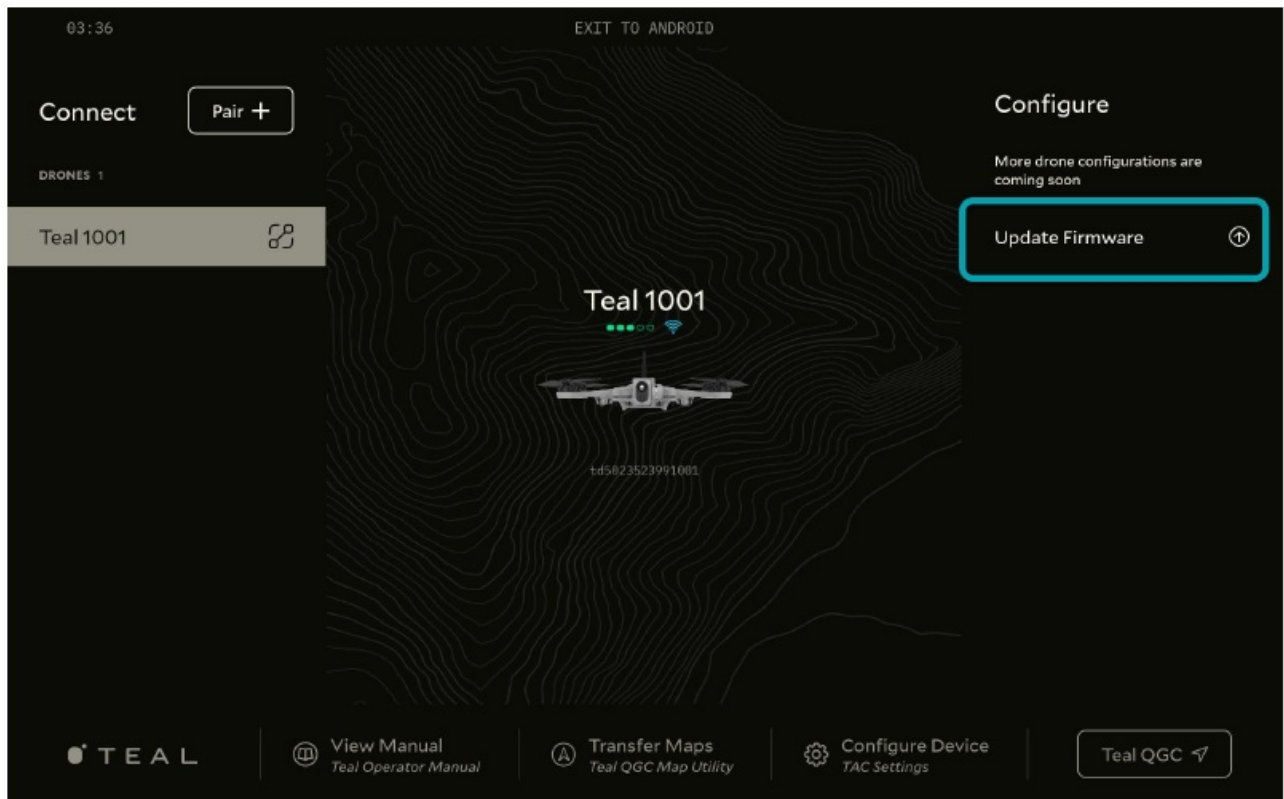 03:36
EXIT TO ANDROID
Connect
Pair +
DRONES 1
Teal 1001
Configure
More drone configurations are
coming soon
Update Firmware
Teal 1001
td5023523991001
TEAL
View Manual
Teal Operator Manual
Transfer Maps
Teal QGC Map Utility
Configure Device
TAC Settings
Teal QGC